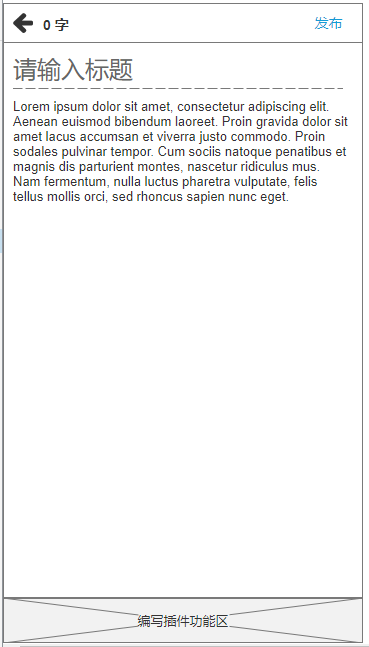 0 字 发布
请输入标题
Lorem ipsum dolor sit amet, consectetur adipiscing elit.
Aenean euismod bibendum laoreet. Proin gravida dolor sit
amet lacus accumsan et viverra justo commodo. Proin
sodales pulvinar tempor. Cum sociis natoque penatibus et
magnis dis parturient montes, nascetur ridiculus mus.
Nam fermentum, nulla luctus pharetra vulputate, felis
tellus mollis orci, sed rhoncus sapien nunc eget.
编写插件功能区